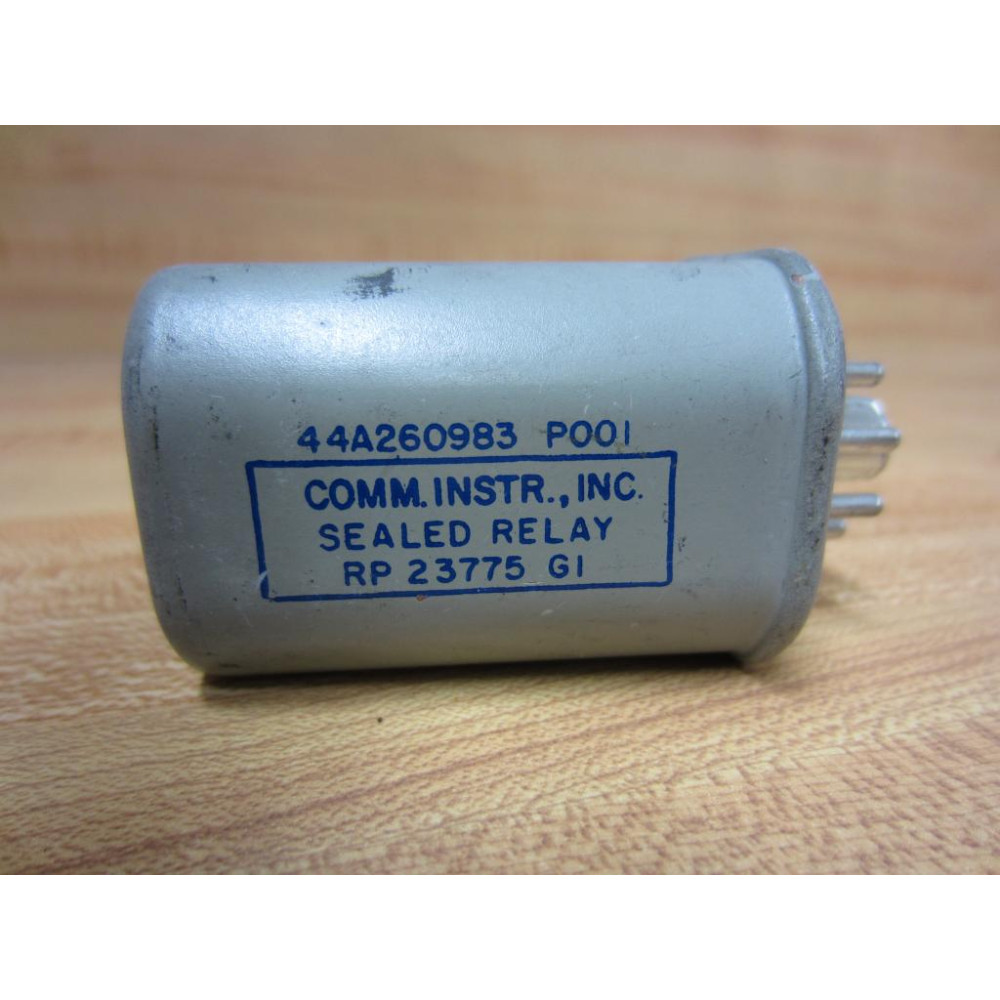 44A260983 P001
COMM. INSTR., INC.
SEALED RELAY
RP 23775 G1